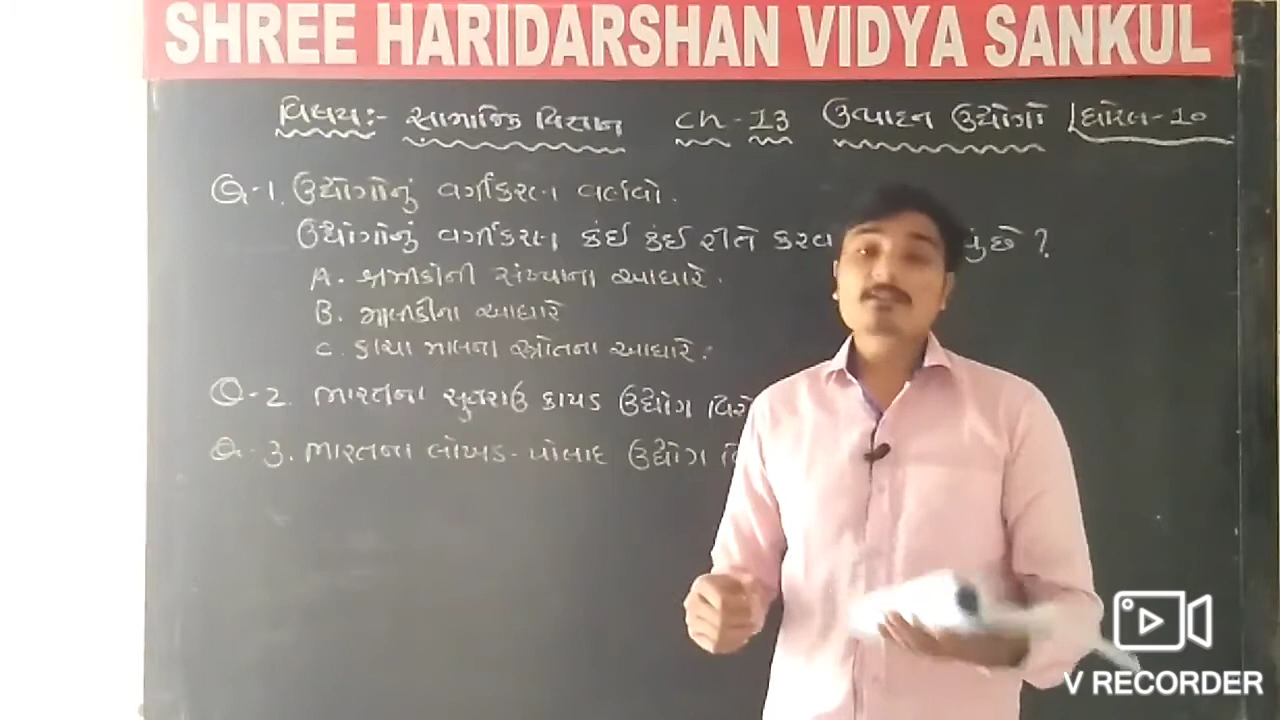 SHREE HARIDARSHAN VIDYA SANKUL
વિષય:- સામાજિક વિજ્ઞાન ch - 13 ઉત્પાદન ઉદ્યોગો ધોરણ-10
Q-1. ઉદ્યોગોનું વર્ગીકરણ વર્ણવો.
ઉદ્યોગોનું વર્ગીકરણ કઈ કઈ રીતે કરવા છે ?
A. શ્રમિકોની સંખ્યાના આધારે.
B. માલિકીના આધારે
C. કાચા માલના સ્ત્રોતના આધારે.
Q-2. ભારતના સુતરાઉ કાપડ ઉદ્યોગ
Q-3. ભારતના લોખંડ-પોલાદ ઉદ્યોગ
V RECORDER